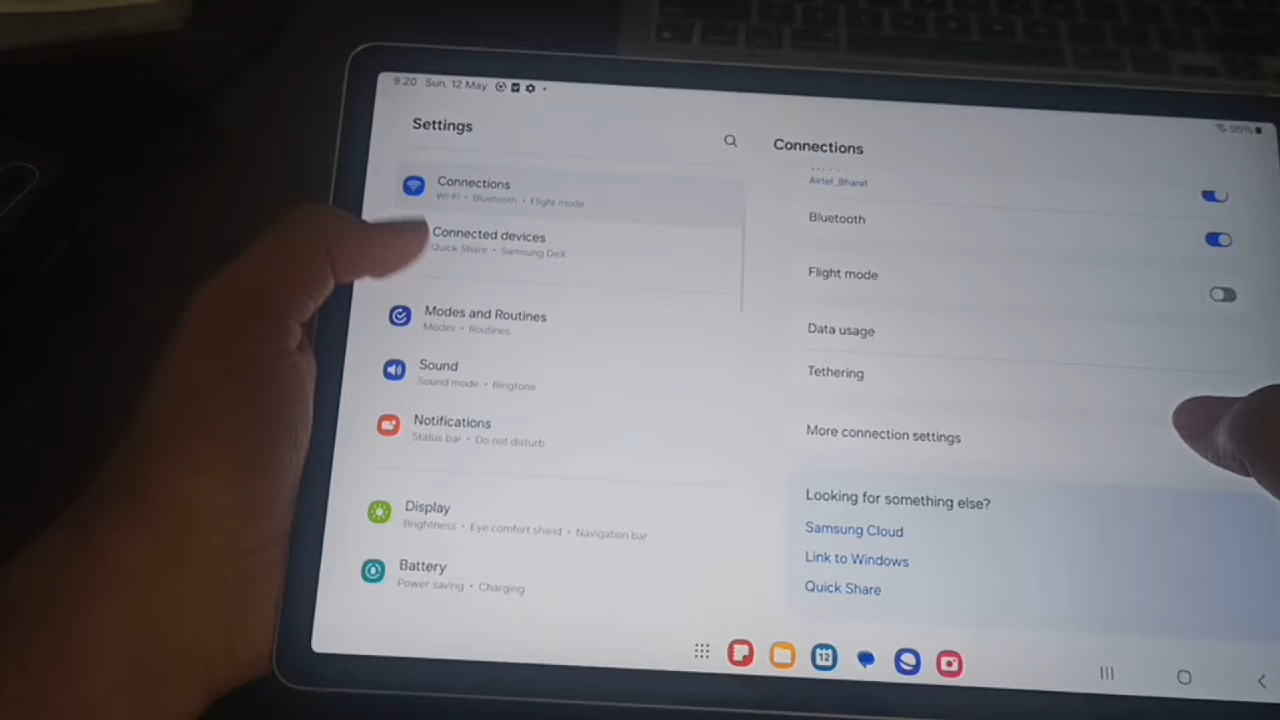 9:20 Sun, 12 May
95%
Settings
Connections
Wi-Fi • Bluetooth • Flight mode
Connected devices
Quick Share • Samsung DeX
Modes and Routines
Modes • Routines
Sound
Sound mode • Ringtone
Notifications
Status bar • Do not disturb
Display
Brightness • Eye comfort shield • Navigation bar
Battery
Power saving • Charging
Connections
Airtel_Bharat
Bluetooth
Flight mode
Data usage
Tethering
More connection settings
Looking for something else?
Samsung Cloud
Link to Windows
Quick Share
12